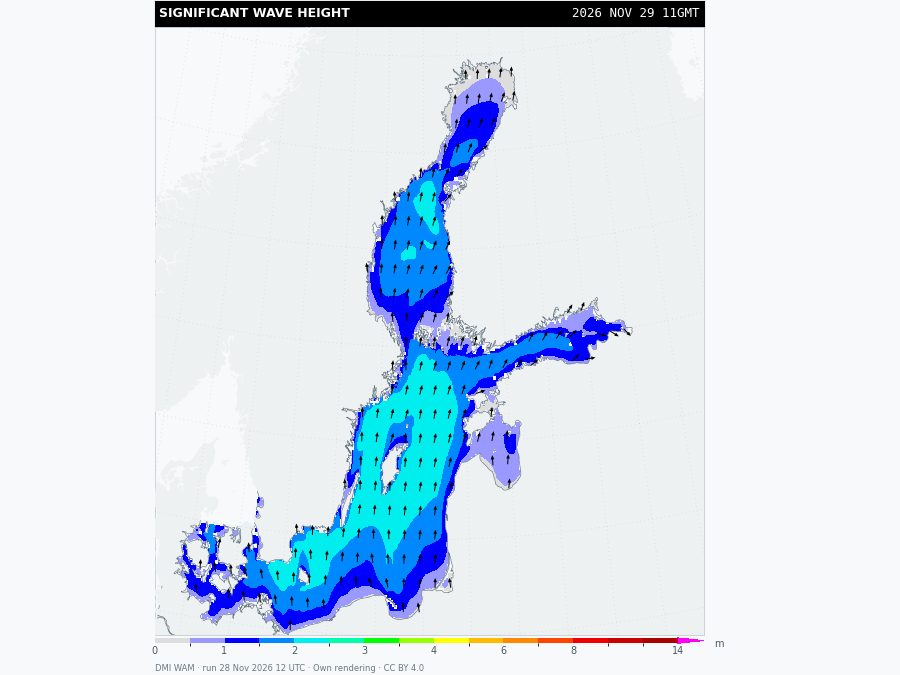 SIGNIFICANT WAVE HEIGHT 2026 NOV 29 11GMT
0 1 2 3 4 6 8 14 m
DMI WAM · run 28 Nov 2026 12 UTC · Own rendering · CC BY 4.0